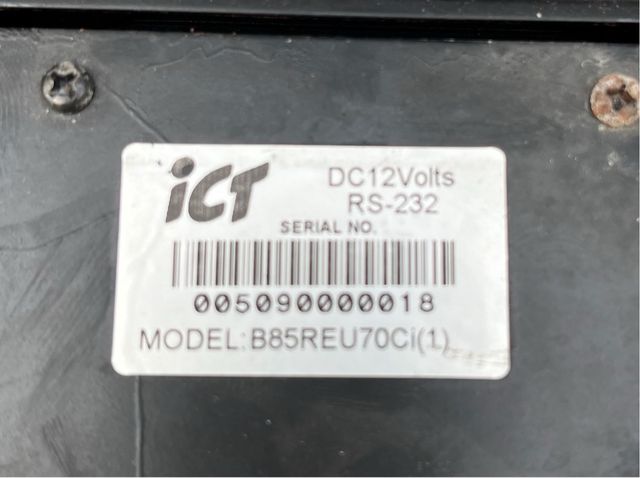 ICT
DC12Volts
RS-232
SERIAL NO.
005090000018
MODEL:B85REU70Ci(1)